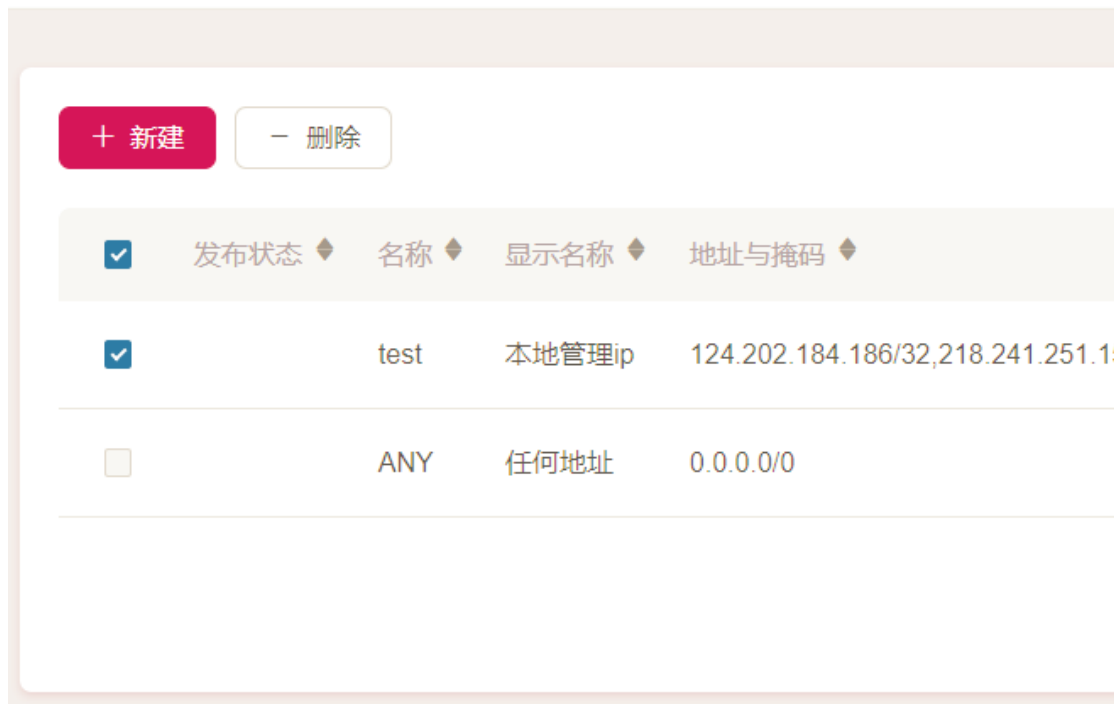 + 新建 − 删除
发布状态 名称 显示名称 地址与掩码
test 本地管理ip 124.202.184.186/32,218.241.251.1
ANY 任何地址 0.0.0.0/0